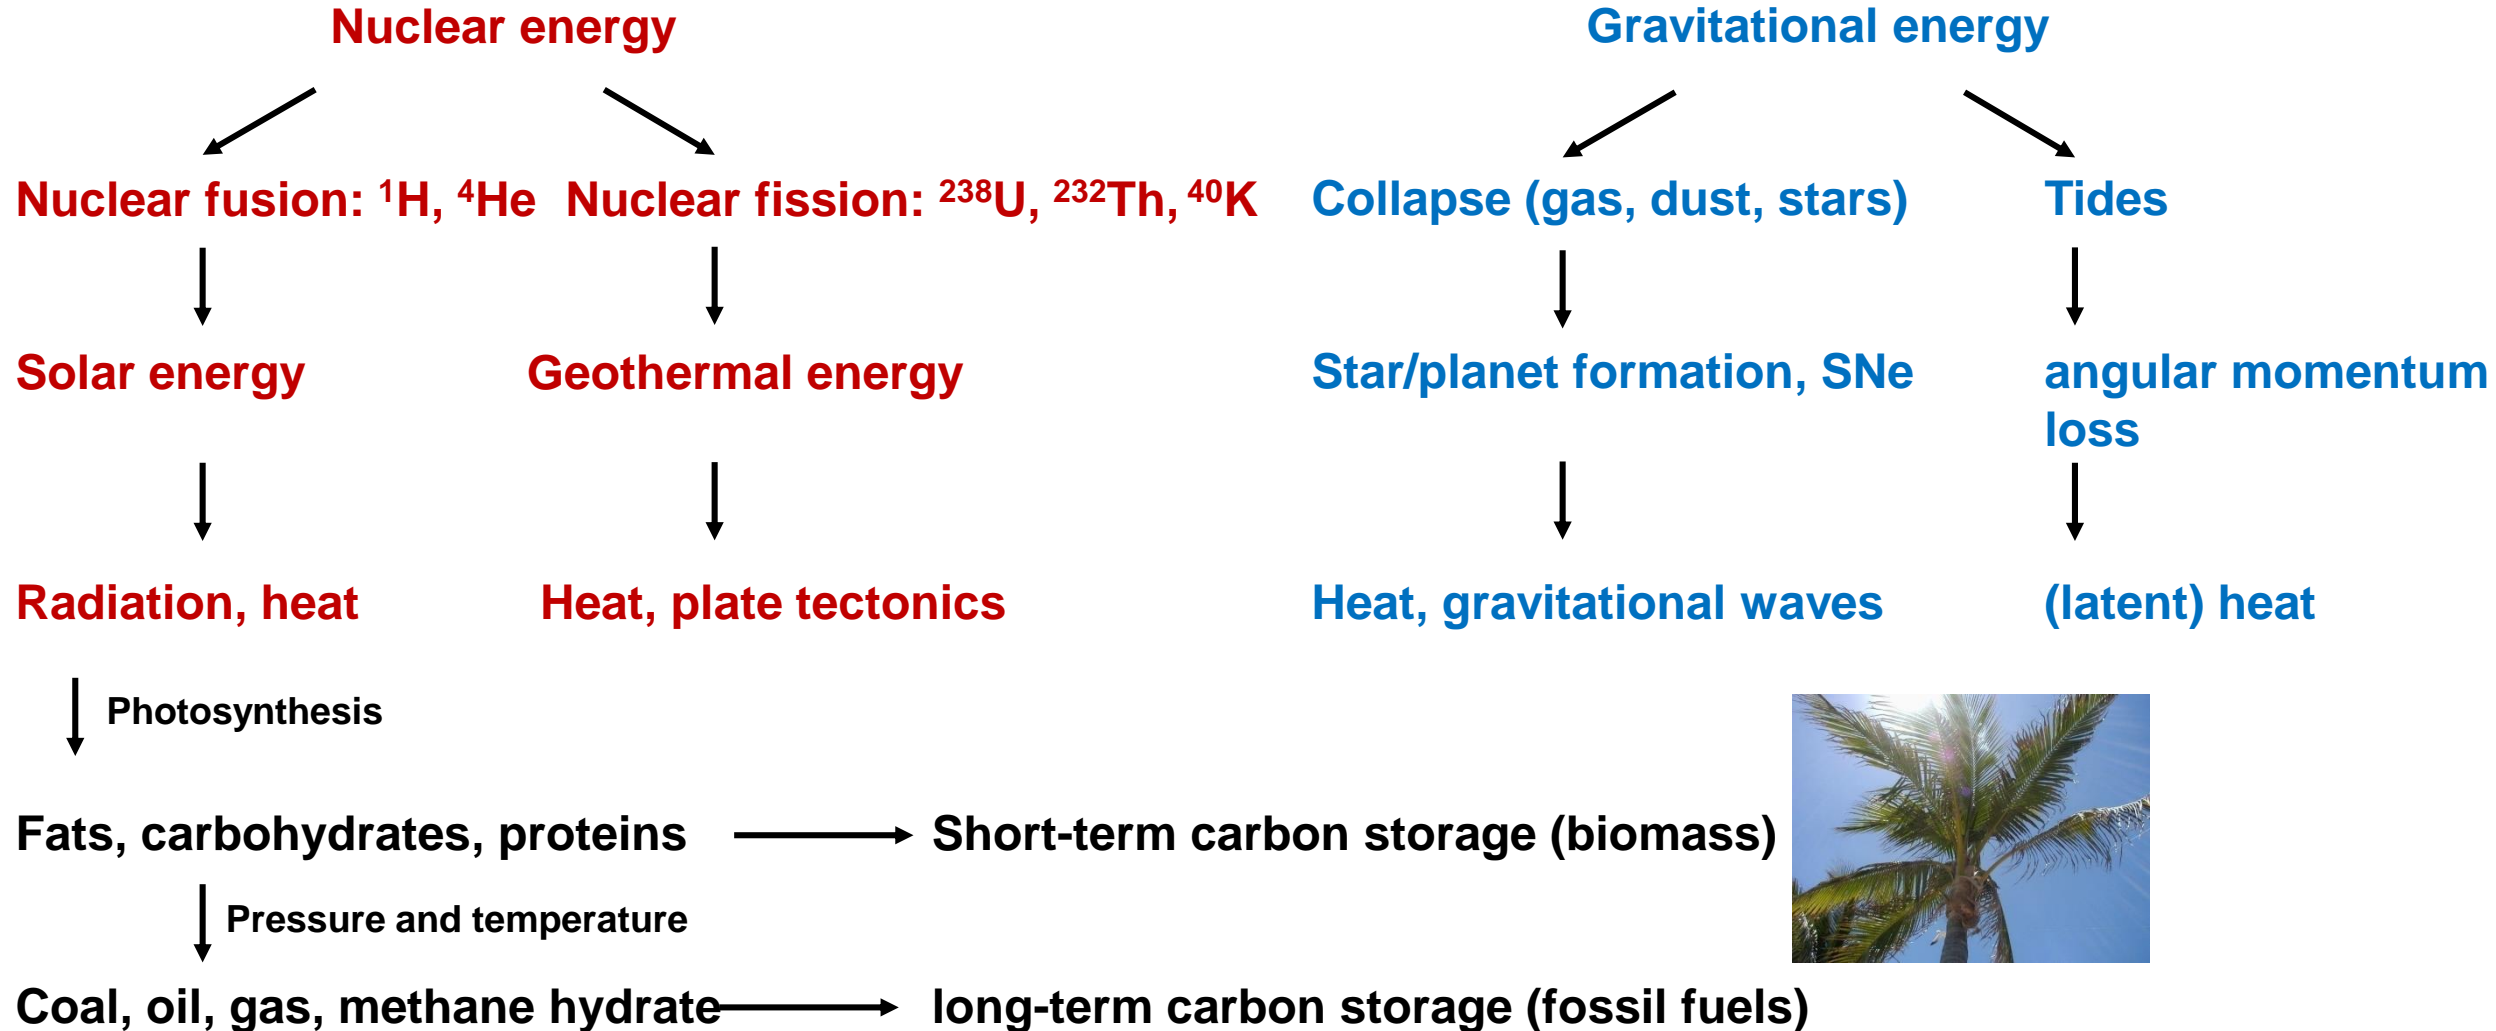 Nuclear energy
Gravitational energy
Nuclear fusion: ¹H, ⁴He
Nuclear fission: ²³⁸U, ²³²Th, ⁴⁰K
Collapse (gas, dust, stars)
Tides
Solar energy
Geothermal energy
Star/planet formation, SNe
angular momentum
loss
Radiation, heat
Heat, plate tectonics
Heat, gravitational waves
(latent) heat
Photosynthesis
Fats, carbohydrates, proteins
Short-term carbon storage (biomass)
Pressure and temperature
Coal, oil, gas, methane hydrate
long-term carbon storage (fossil fuels)